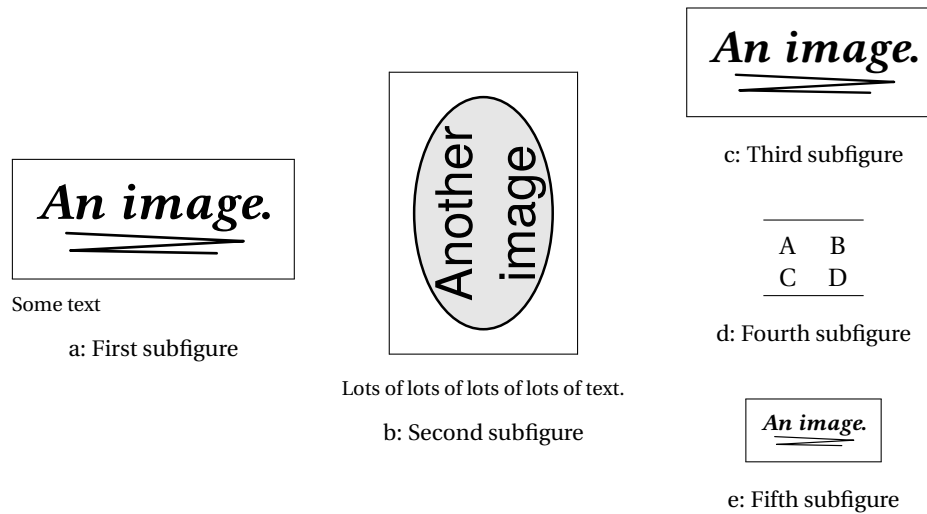 An image.
Some text
a: First subfigure
Another
image
Lots of lots of lots of lots of text.
b: Second subfigure
An image.
c: Third subfigure
A B
C D
d: Fourth subfigure
An image.
e: Fifth subfigure